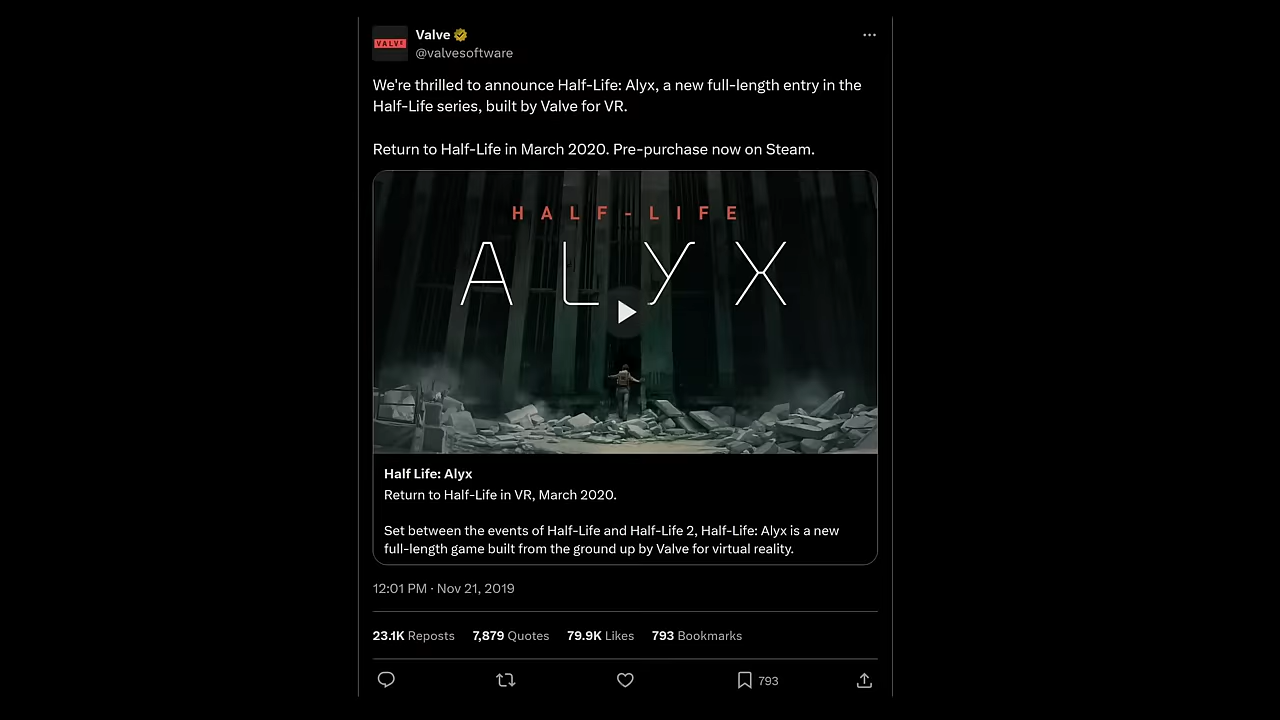 VALVE
Valve
@valvesoftware
We're thrilled to announce Half-Life: Alyx, a new full-length entry in the
Half-Life series, built by Valve for VR.
Return to Half-Life in March 2020. Pre-purchase now on Steam.
HALF-LIFE
ALYX
Half Life: Alyx
Return to Half-Life in VR, March 2020.
Set between the events of Half-Life and Half-Life 2, Half-Life: Alyx is a new
full-length game built from the ground up by Valve for virtual reality.
12:01 PM · Nov 21, 2019
23.1K Reposts 7,879 Quotes 79.9K Likes 793 Bookmarks
793